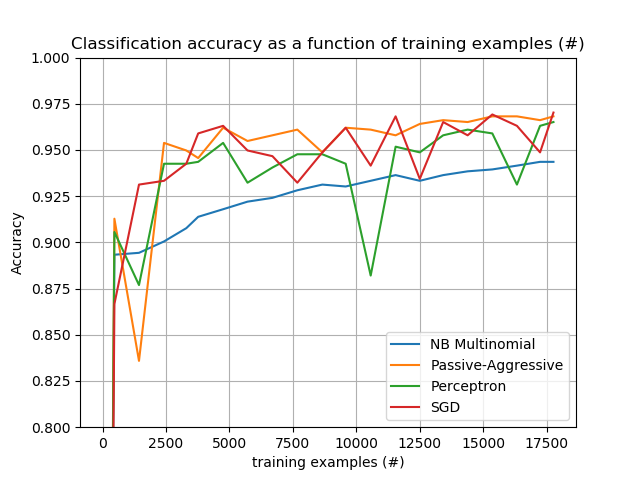 Classification accuracy as a function of training examples (#)
1.000
0.975
0.950
0.925
0.900
0.875
0.850
0.825
0.800
Accuracy
NB Multinomial
Passive-Aggressive
Perceptron
SGD
0 2500 5000 7500 10000 12500 15000 17500
training examples (#)